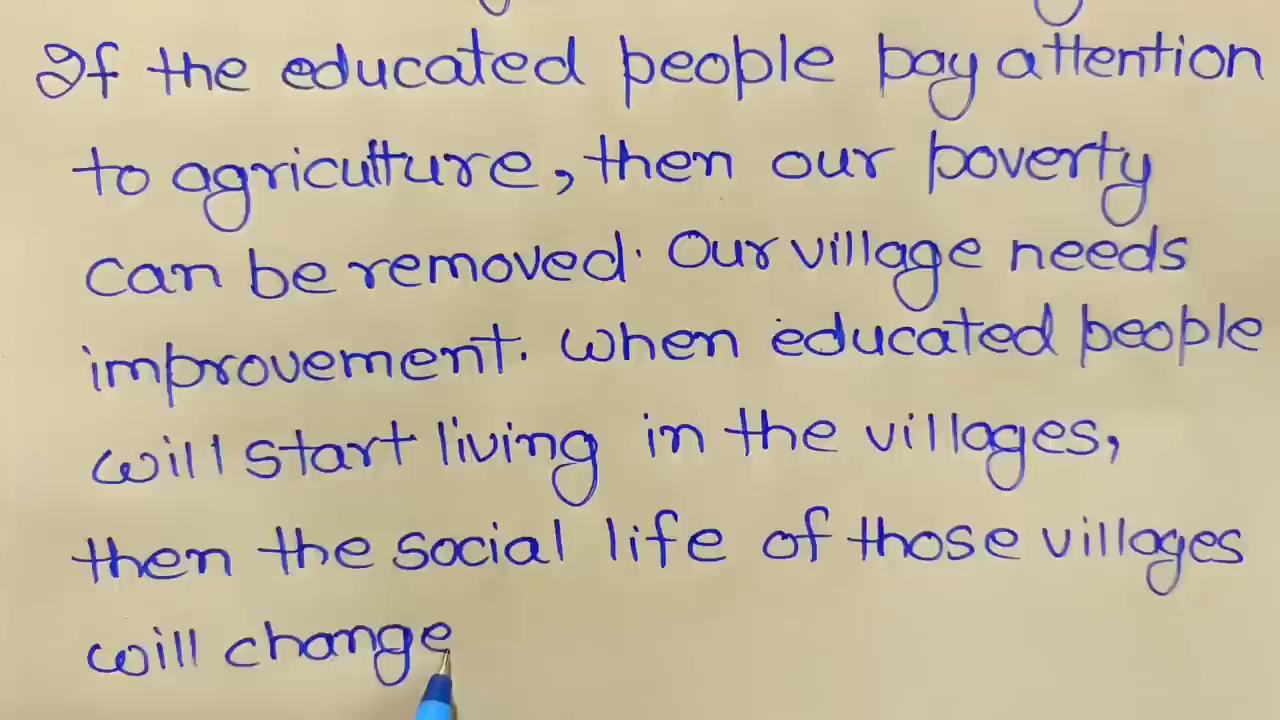 If the educated people pay attention
to agriculture, then our poverty
can be removed. Our village needs
improvement. When educated people
will start living in the villages,
then the social life of those villages
will change